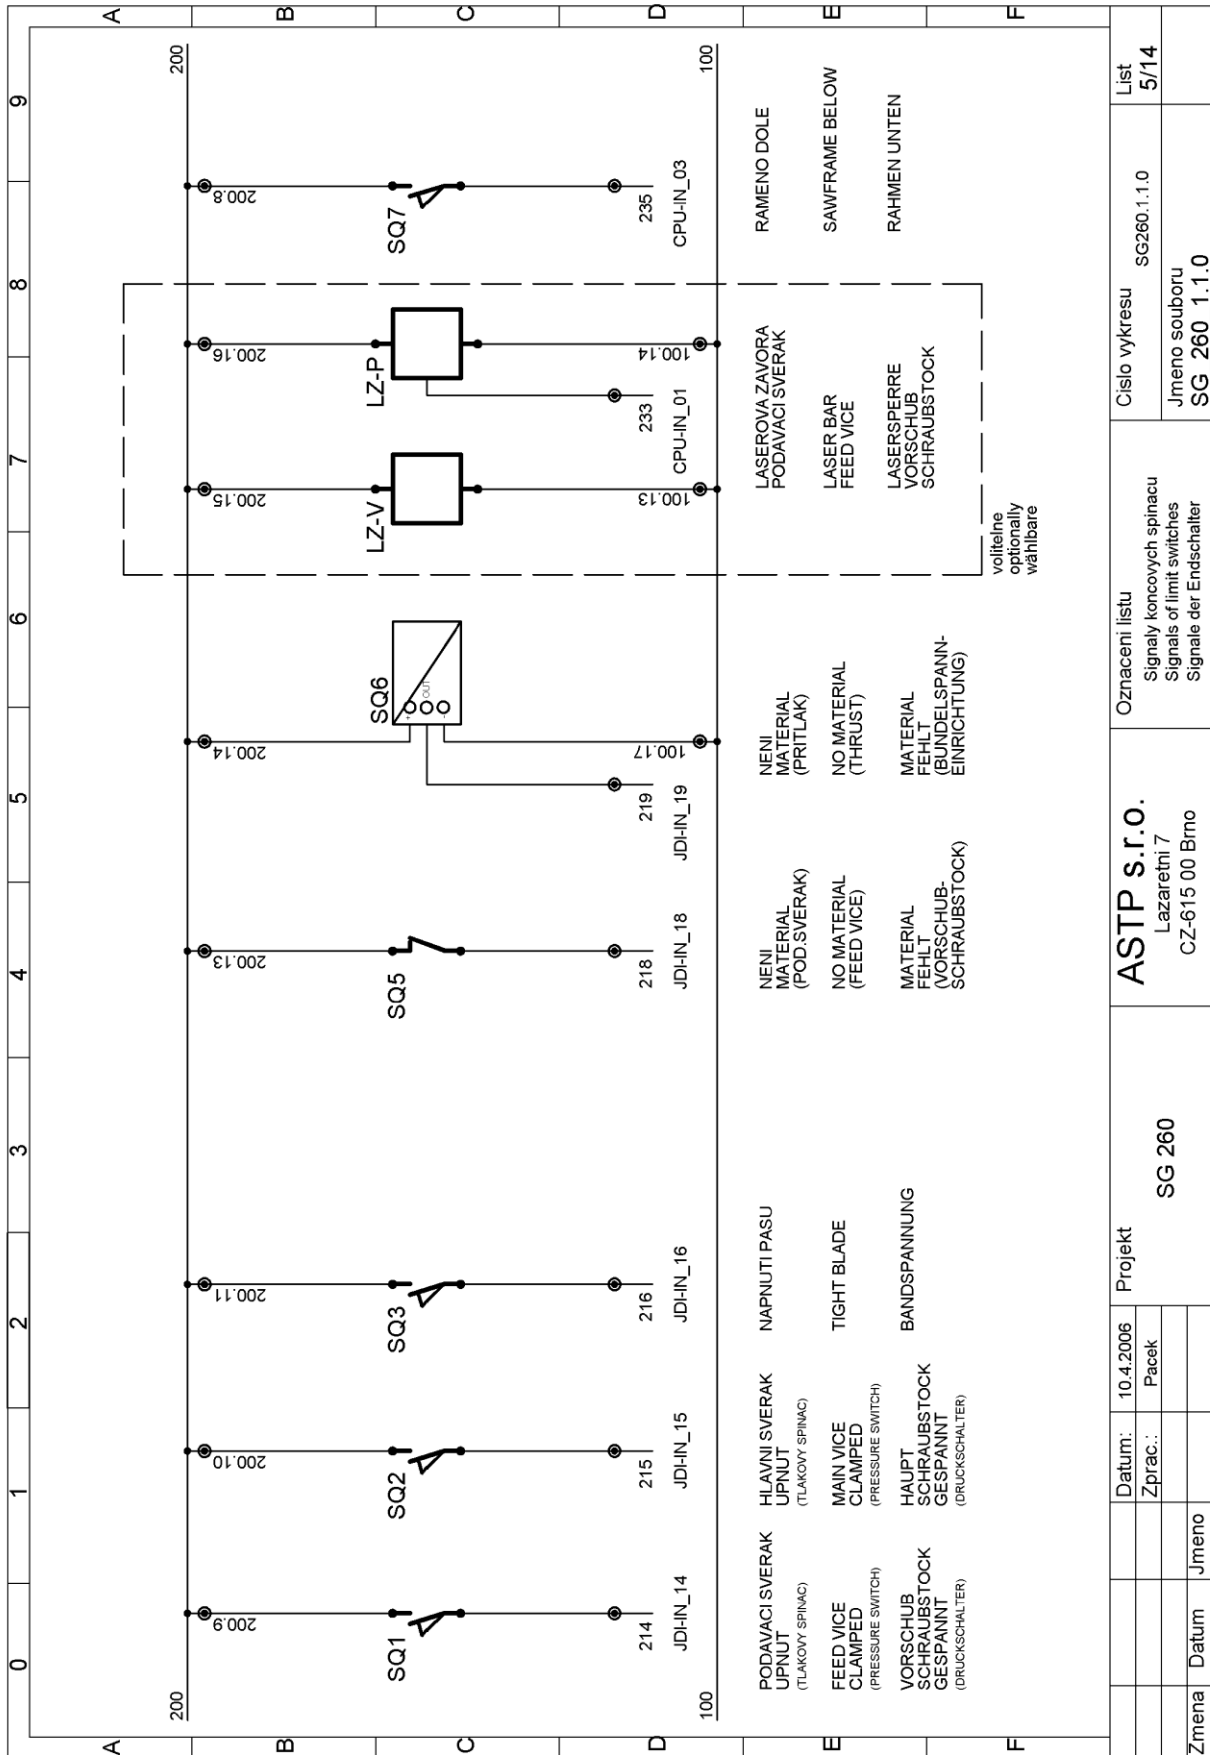 0 1 2 3 4 5 6 7 8 9
A
B
C
D
E
F
A
B
C
D
E
F
200
200
100
100
200.9
SQ1
214
JDI-IN_14
PODAVACI SVERAK
UPNUT
(TLAKOVY SPINAC)
FEED VICE
CLAMPED
(PRESSURE SWITCH)
VORSCHUB
SCHRAUBSTOCK
GESPANNT
(DRUCKSCHALTER)
200.10
SQ2
215
JDI-IN_15
HLAVNI SVERAK
UPNUT
(TLAKOVY SPINAC)
MAIN VICE
CLAMPED
(PRESSURE SWITCH)
HAUPT
SCHRAUBSTOCK
GESPANNT
(DRUCKSCHALTER)
200.11
SQ3
216
JDI-IN_16
NAPNUTI PASU
TIGHT BLADE
BANDSPANNUNG
200.13
SQ5
218
JDI-IN_18
NENI
MATERIAL
(POD.SVERAK)
NO MATERIAL
(FEED VICE)
MATERIAL
FEHLT
(VORSCHUB-
SCHRAUBSTOCK)
200.14
SQ6
+
OUT
-
219
JDI-IN_19
100.17
NENI
MATERIAL
(PRITLAK)
NO MATERIAL
(THRUST)
MATERIAL
FEHLT
(BUNDELSPANN-
EINRICHTUNG)
200.15
LZ-V
100.13
200.16
LZ-P
233
CPU-IN_01
100.14
LASEROVA ZAVORA
PODAVACI SVERAK
LASER BAR
FEED VICE
LASERSPERRE
VORSCHUB
SCHRAUBSTOCK
volitelne
optionally
wählbare
200.8
SQ7
235
CPU-IN_03
RAMENO DOLE
SAWFRAME BELOW
RAHMEN UNTEN
Zmena
Datum
Jmeno
Datum:
10.4.2006
Zprac.:
Pacek
Projekt
SG 260
ASTP s.r.o.
Lazaretni 7
CZ-615 00 Brno
Oznaceni listu
Signaly koncovych spinacu
Signals of limit switches
Signale der Endschalter
Cislo vykresu
SG260.1.1.0
Jmeno souboru
SG 260 1.1.0
List
5/14